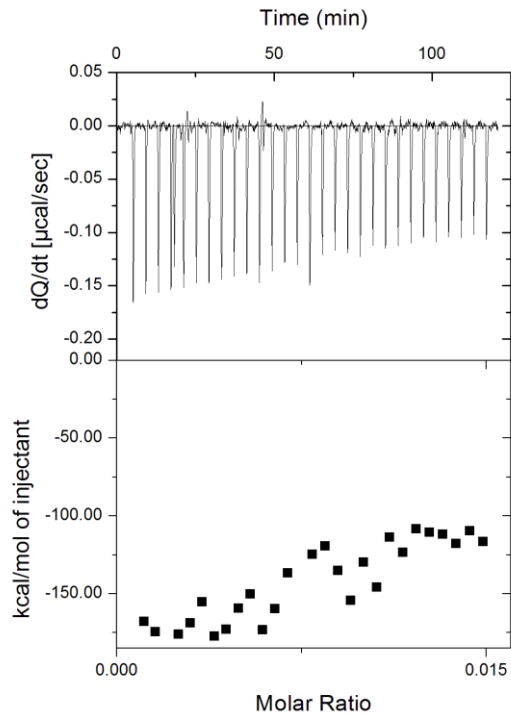 Time (min)
0 50 100
0.05
0.00
-0.05
-0.10
-0.15
-0.20
dQ/dt [µcal/sec]
0.00
-50.00
-100.00
-150.00
kcal/mol of injectant
0.000 0.015
Molar Ratio